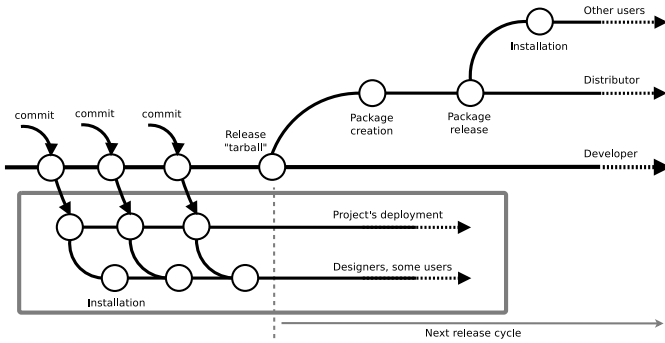 Other users
Installation
Distributor
Package
creation
Package
release
commit
commit
commit
Release
"tarball"
Developer
Project's deployment
Designers, some users
Installation
Next release cycle